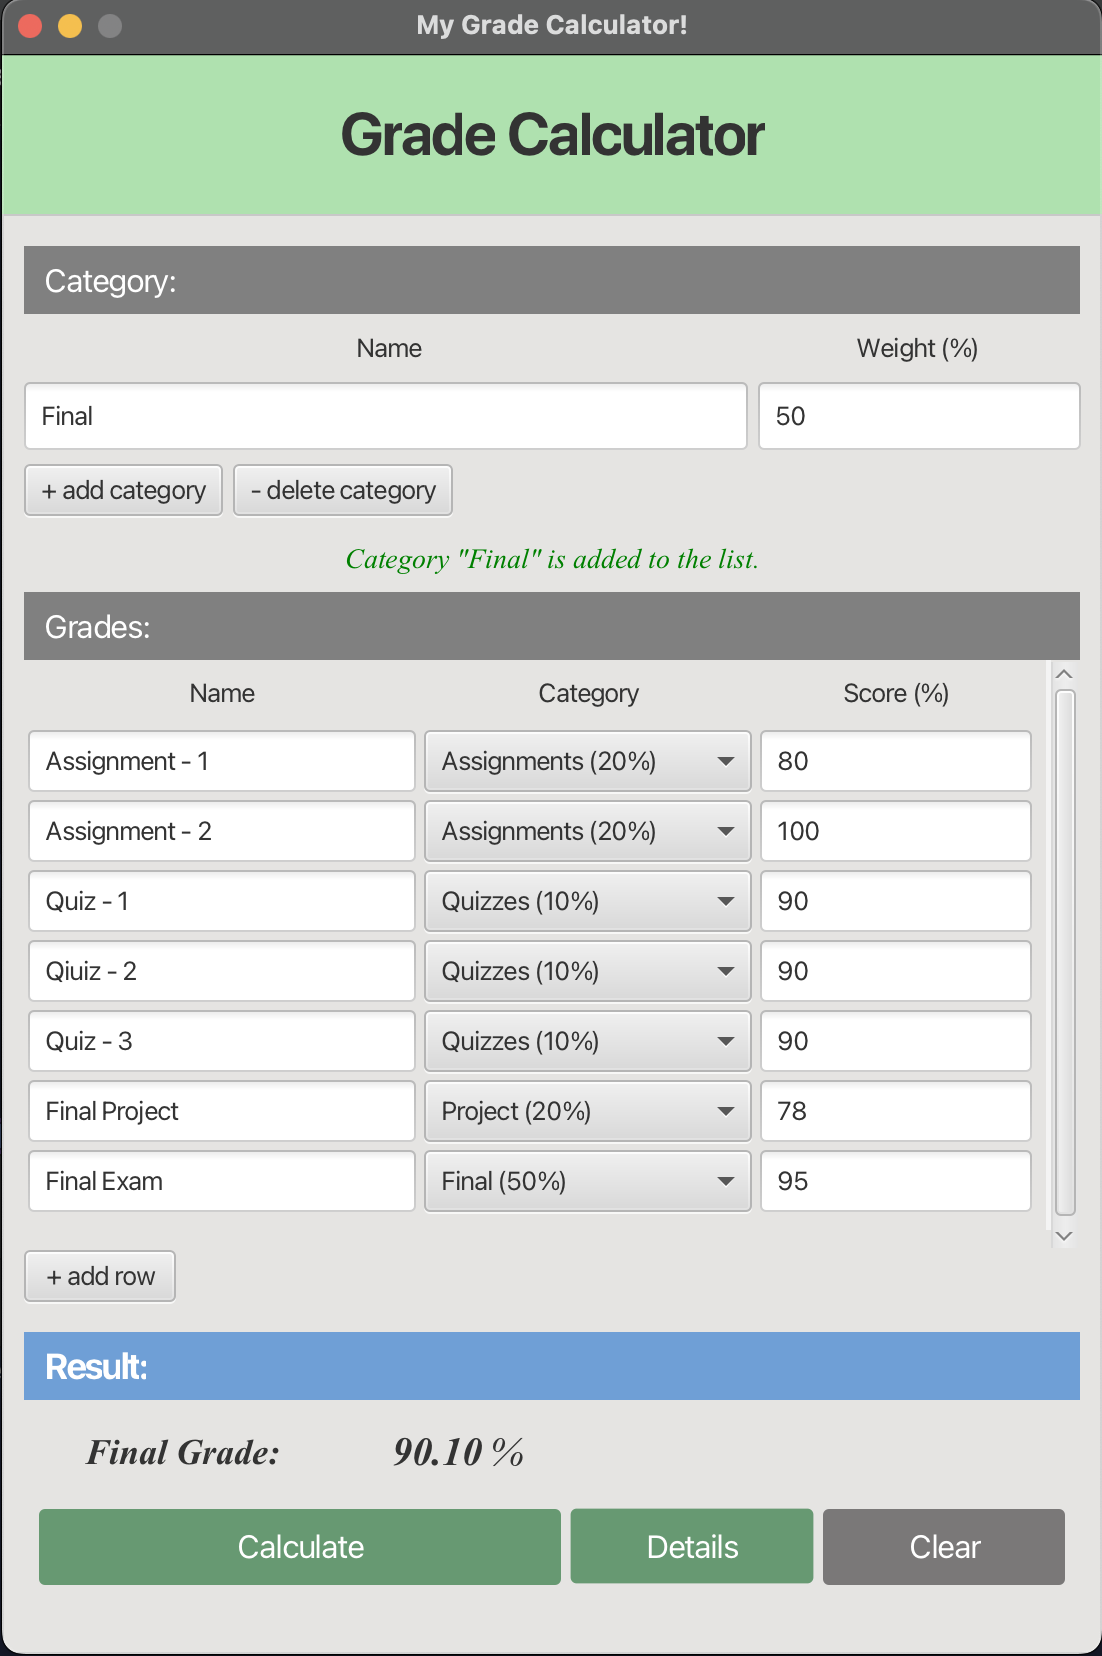 My Grade Calculator!
Grade Calculator
Category:
Name Weight (%)
Final 50
+ add category - delete category
Category "Final" is added to the list.
Grades:
Name Category Score (%)
Assignment - 1 Assignments (20%) 80
Assignment - 2 Assignments (20%) 100
Quiz - 1 Quizzes (10%) 90
Qiuiz - 2 Quizzes (10%) 90
Quiz - 3 Quizzes (10%) 90
Final Project Project (20%) 78
Final Exam Final (50%) 95
+ add row
Result:
Final Grade: 90.10 %
Calculate Details Clear